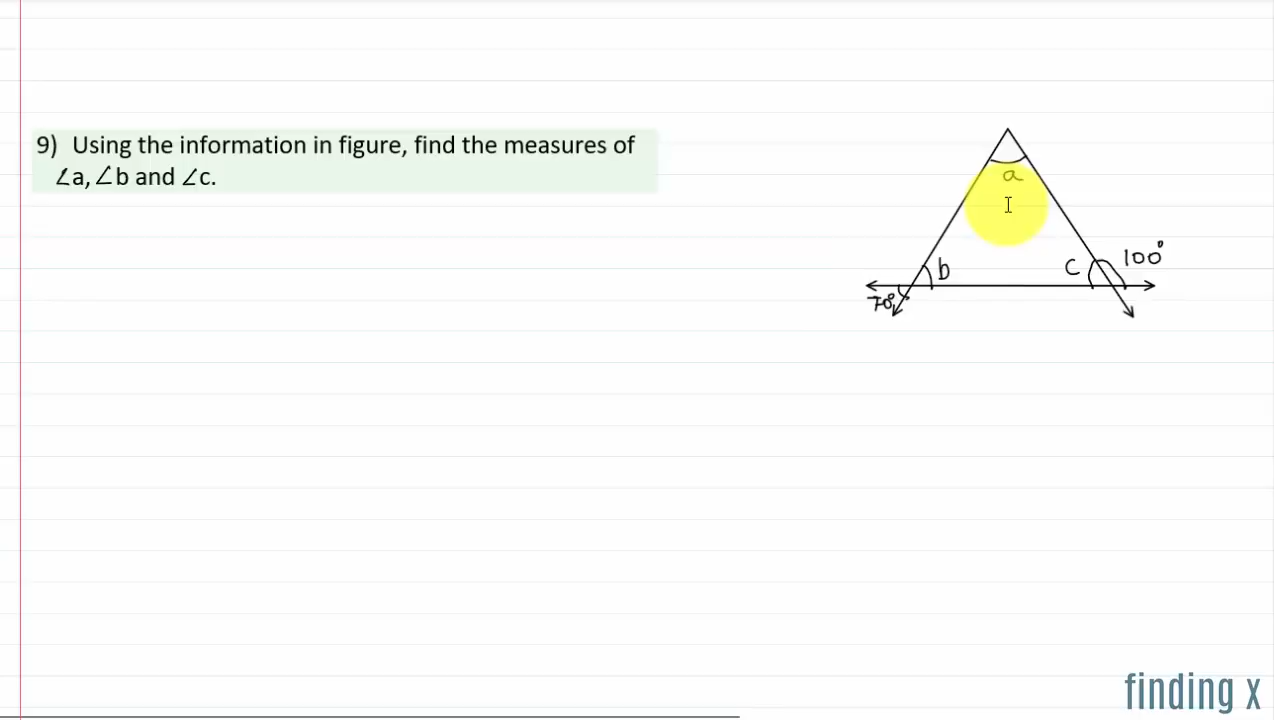 9) Using the information in figure, find the measures of
∠a, ∠b and ∠c.
a
b
c
100°
70°
finding x